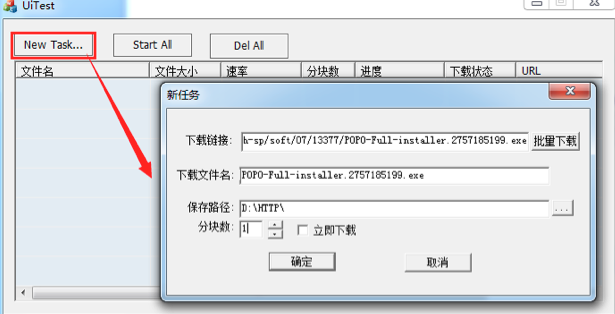 UiTest
New Task... Start All Del All
文件名 文件大小 速率 分块数 进度 下载状态 URL
新任务
下载链接: h-sp/soft/07/13377/POPO-Full-installer.2757185199.exe 批量下载
下载文件名: POPO-Full-installer.2757185199.exe
保存路径: D:\HTTP\ ...
分块数: 1 立即下载
确定 取消